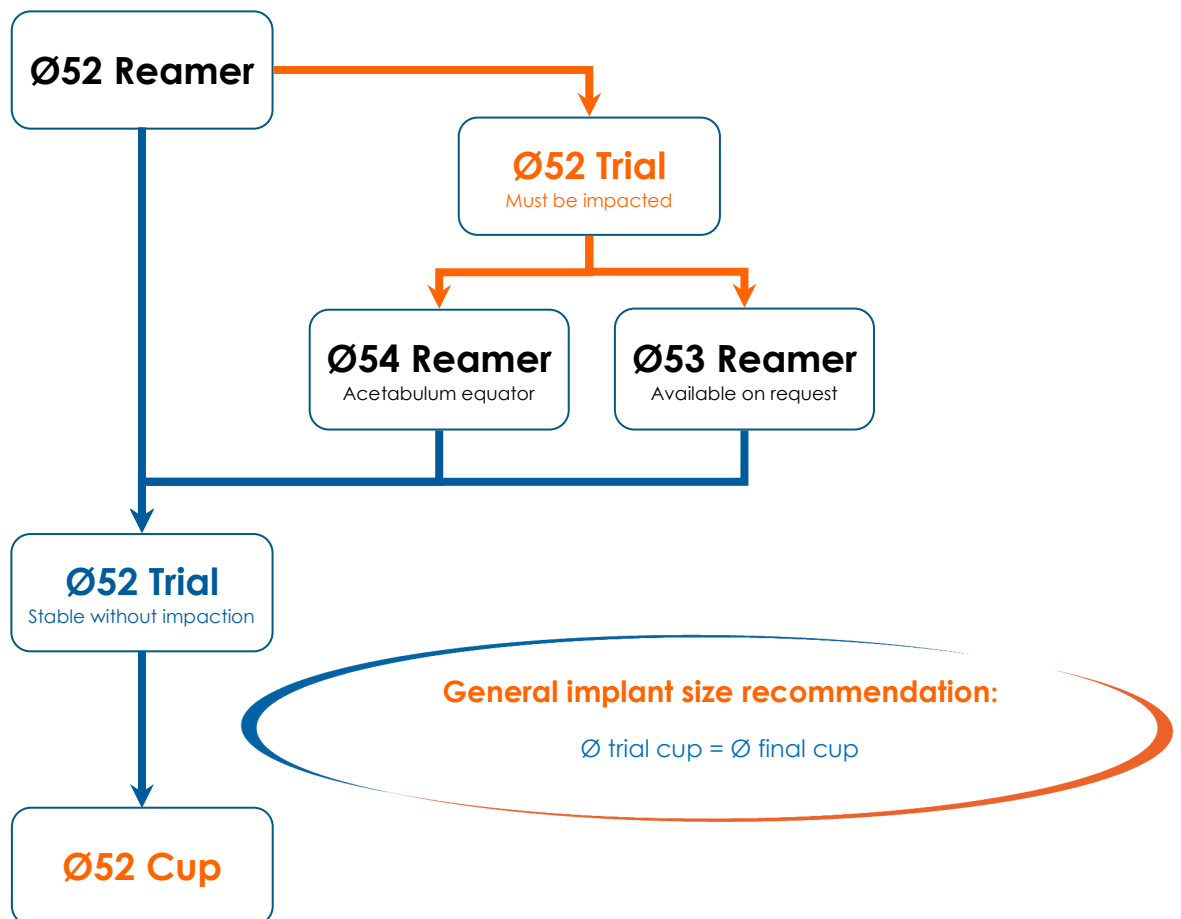 Ø52 Reamer
Ø52 Trial
Must be impacted
Ø54 Reamer
Acetabulum equator
Ø53 Reamer
Available on request
Ø52 Trial
Stable without impaction
General implant size recommendation:
Ø trial cup = Ø final cup
Ø52 Cup